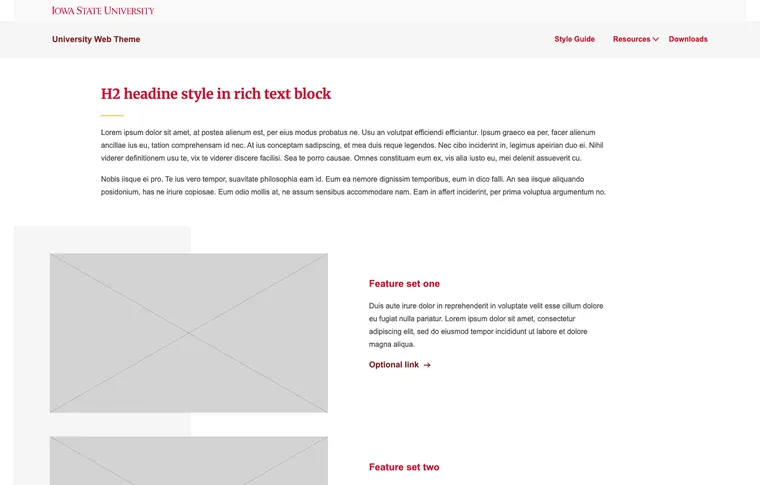 IOWA STATE UNIVERSITY
University Web Theme
Style Guide Resources Downloads
H2 headine style in rich text block
Lorem ipsum dolor sit amet, at postea alienum est, per eius modus probatus ne. Usu an volutpat efficiendi efficiantur. Ipsum graeco ea per, facer alienum
ancillae ius eu, tation comprehensam id nec. At ius conceptam sadipscing, et mea duis reque legendos. Nec cibo inciderint in, legimus apeirian duo ei. Nihil
viderer definitionem usu te, vix te viderer discere facilisi. Sea te porro causae. Omnes constituam eum ex, vis alia iusto eu, mei delenit assueverit cu.
Nobis iisque ei pro. Te ius vero tempor, suavitate philosophia eam id. Eum ea nemore dignissim temporibus, eum in dico falli. An sea iisque aliquando
posidonium, has ne iriure copiosae. Eum odio mollis at, ne assum sensibus accommodare nam. Eam in affert inciderint, per prima voluptua argumentum no.
Feature set one
Duis aute irure dolor in reprehenderit in voluptate velit esse cillum dolore
eu fugiat nulla pariatur. Lorem ipsum dolor sit amet, consectetur
adipiscing elit, sed do eiusmod tempor incididunt ut labore et dolore
magna aliqua.
Optional link →
Feature set two